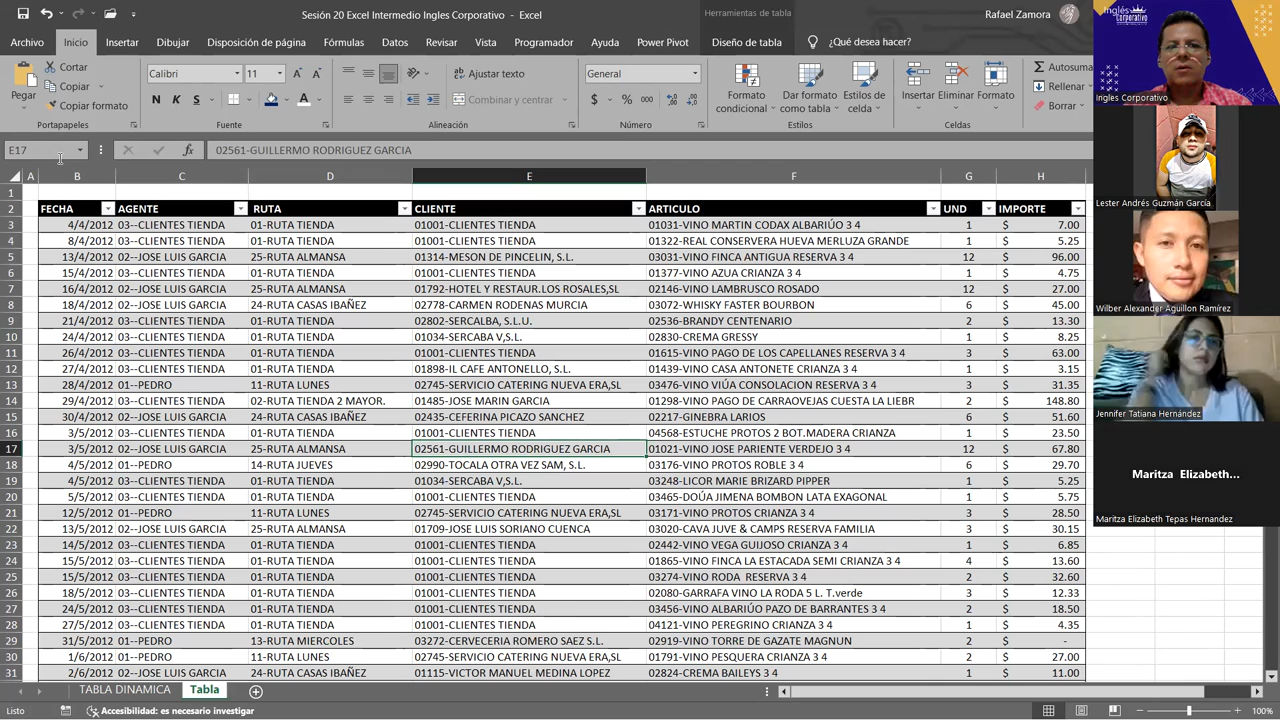 Sesión 20 Excel Intermedio Ingles Corporativo - Excel
Herramientas de tabla
Rafael Zamora
Archivo Inicio Insertar Dibujar Disposición de página Fórmulas Datos Revisar Vista Programador Ayuda Power Pivot Diseño de tabla ¿Qué desea hacer?
Pegar Cortar Copiar Copiar formato
Calibri 11
N K S
Ajustar texto
Combinar y centrar
General
$ % 000
Formato condicional Dar formato como tabla Estilos de celda
Insertar Eliminar Formato
Autosuma
Rellenar
Borrar
Portapapeles Fuente Alineación Número Estilos Celdas
E17 fx 02561-GUILLERMO RODRIGUEZ GARCIA
A B C D E F G H
1
2 FECHA AGENTE RUTA CLIENTE ARTICULO UND IMPORTE
3 4/4/2012 03--CLIENTES TIENDA 01-RUTA TIENDA 01001-CLIENTES TIENDA 01031-VINO MARTIN CODAX ALBARIÚO 3 4 1 $ 7.00
4 8/4/2012 03--CLIENTES TIENDA 01-RUTA TIENDA 01001-CLIENTES TIENDA 01322-REAL CONSERVERA HUEVA MERLUZA GRANDE 1 $ 5.25
5 13/4/2012 02--JOSE LUIS GARCIA 25-RUTA ALMANSA 01314-MESON DE PINCELIN, S.L. 03031-VINO FINCA ANTIGUA RESERVA 3 4 12 $ 96.00
6 15/4/2012 03--CLIENTES TIENDA 01-RUTA TIENDA 01001-CLIENTES TIENDA 01377-VINO AZUA CRIANZA 3 4 1 $ 4.75
7 16/4/2012 02--JOSE LUIS GARCIA 25-RUTA ALMANSA 01792-HOTEL Y RESTAUR.LOS ROSALES,SL 02146-VINO LAMBRUSCO ROSADO 12 $ 27.00
8 18/4/2012 02--JOSE LUIS GARCIA 24-RUTA CASAS IBAÑEZ 02778-CARMEN RODENAS MURCIA 03072-WHISKY FASTER BOURBON 6 $ 45.00
9 21/4/2012 03--CLIENTES TIENDA 01-RUTA TIENDA 02802-SERCALBA, S.L.U. 02536-BRANDY CENTENARIO 2 $ 13.30
10 24/4/2012 03--CLIENTES TIENDA 01-RUTA TIENDA 01034-SERCABA V,S.L. 02830-CREMA GRESSY 1 $ 8.25
11 26/4/2012 03--CLIENTES TIENDA 01-RUTA TIENDA 01001-CLIENTES TIENDA 01615-VINO PAGO DE LOS CAPELLANES RESERVA 3 4 3 $ 63.00
12 27/4/2012 03--CLIENTES TIENDA 01-RUTA TIENDA 01898-IL CAFE ANTONELLO, S.L. 01439-VINO CASA ANTONETE CRIANZA 3 4 1 $ 3.00
13 28/4/2012 01--PEDRO 11-RUTA LUNES 02745-SERVICIO CATERING NUEVA ERA,SL 03476-VINO VIÚA CONSOLACION RESERVA 3 4 3 $ 31.35
14 29/4/2012 03--CLIENTES TIENDA 02-RUTA TIENDA 2 MAYOR. 01485-JOSE MARIN GARCIA 01298-VINO PAGO DE CARRAOVEJAS CUESTA LA LIEBR 2 $ 148.80
15 30/4/2012 02--JOSE LUIS GARCIA 24-RUTA CASAS IBAÑEZ 02435-CEFERINA PICAZO SANCHEZ 02217-GINEBRA LARIOS 6 $ 51.60
16 3/5/2012 03--CLIENTES TIENDA 01-RUTA TIENDA 01001-CLIENTES TIENDA 04568-ESTUCHE PROTOS 2 BOT.MADERA CRIANZA 1 $ 23.50
17 3/5/2012 02--JOSE LUIS GARCIA 25-RUTA ALMANSA 02561-GUILLERMO RODRIGUEZ GARCIA 01021-VINO JOSE PARIENTE VERDEJO 3 4 12 $ 67.80
18 4/5/2012 01--PEDRO 14-RUTA JUEVES 02990-TOCALA OTRA VEZ SAM, S.L. 03176-VINO PROTOS ROBLE 3 4 6 $ 29.70
19 4/5/2012 03--CLIENTES TIENDA 01-RUTA TIENDA 01034-SERCABA V,S.L. 03248-LICOR MARIE BRIZARD PIPPER 1 $ 5.25
20 5/5/2012 03--CLIENTES TIENDA 01-RUTA TIENDA 01001-CLIENTES TIENDA 03465-DOÚA JIMENA BOMBON LATA EXAGONAL 1 $ 5.75
21 12/5/2012 01--PEDRO 11-RUTA LUNES 02745-SERVICIO CATERING NUEVA ERA,SL 03171-VINO PROTOS CRIANZA 3 4 3 $ 28.50
22 13/5/2012 02--JOSE LUIS GARCIA 25-RUTA ALMANSA 01709-JOSE LUIS SORIANO CUENCA 03020-CAVA JUVE & CAMPS RESERVA FAMILIA 3 $ 30.15
23 14/5/2012 03--CLIENTES TIENDA 01-RUTA TIENDA 01001-CLIENTES TIENDA 02442-VINO VEGA GUIJOSO CRIANZA 3 4 1 $ 6.85
24 15/5/2012 03--CLIENTES TIENDA 01-RUTA TIENDA 01001-CLIENTES TIENDA 01865-VINO FINCA LA ESTACADA SEMI CRIANZA 3 4 4 $ 13.60
25 15/5/2012 03--CLIENTES TIENDA 01-RUTA TIENDA 01001-CLIENTES TIENDA 03274-VINO RODA RESERVA 3 4 2 $ 32.60
26 18/5/2012 03--CLIENTES TIENDA 01-RUTA TIENDA 01001-CLIENTES TIENDA 02080-GARRAFA VINO LA RODA 5 L. T.verde 3 $ 12.33
27 24/5/2012 03--CLIENTES TIENDA 01-RUTA TIENDA 01001-CLIENTES TIENDA 03456-VINO ALBARIÚO PAZO DE BARRANTES 3 4 2 $ 18.50
28 27/5/2012 03--CLIENTES TIENDA 01-RUTA TIENDA 01001-CLIENTES TIENDA 04121-VINO PEREGRINO CRIANZA 3 4 1 $ 4.35
29 31/5/2012 01--PEDRO 13-RUTA MIERCOLES 03272-CERVECERIA ROMERO SAEZ S.L. 02919-VINO TORRE DE GAZATE MAGNUN 2 $ -
30 1/6/2012 01--PEDRO 11-RUTA LUNES 02745-SERVICIO CATERING NUEVA ERA,SL 01791-VINO PESQUERA CRIANZA 3 4 2 $ 27.00
31 2/6/2012 02--JOSE LUIS GARCIA 24-RUTA CASAS IBAÑEZ 01115-VICTOR MANUEL MEDINA LOPEZ 02824-CREMA BAILEYS 3 4 1 $ 11.00
TABLA DINAMICA Tabla
Listo Accesibilidad: es necesario investigar 100%
Inglés Corporativo
Ingles Corporativo
Lester Andrés Guzmán García
Wilber Alexander Aguillon Ramírez
Jennifer Tatiana Hernández
Maritza Elizabeth...
Maritza Elizabeth Tepas Hernandez